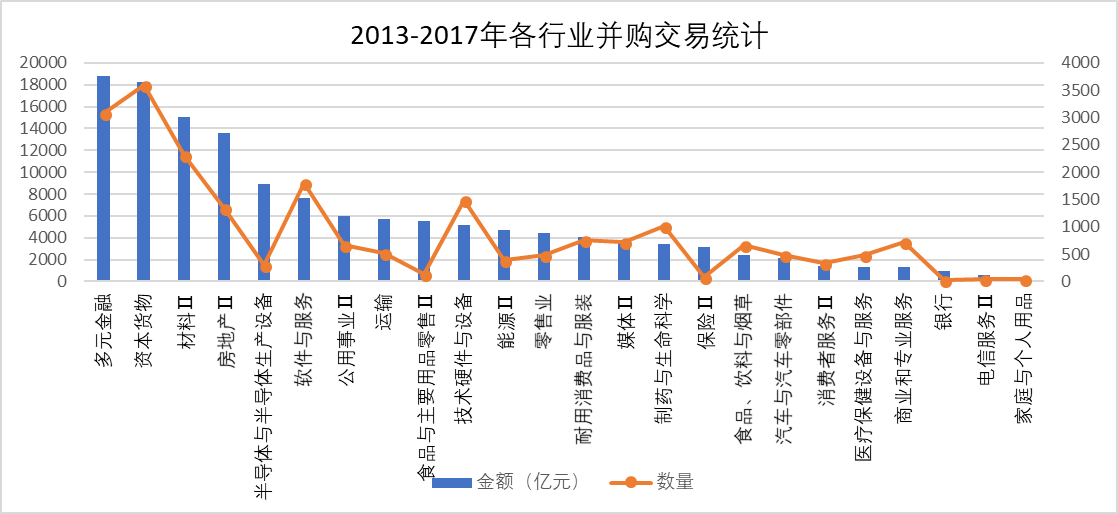 2013-2017年各行业并购交易统计
20000
18000
16000
14000
12000
10000
8000
6000
4000
2000
0
4000
3500
3000
2500
2000
1500
1000
500
0
多元金融
资本货物
材料Ⅱ
房地产Ⅱ
半导体与半导体生产设备
软件与服务
公用事业Ⅱ
运输
食品与主要用品零售Ⅱ
技术硬件与设备
能源Ⅱ
零售业
耐用消费品与服装
媒体Ⅱ
制药与生命科学
保险Ⅱ
食品、饮料与烟草
汽车与汽车零部件
消费者服务Ⅱ
医疗保健设备与服务
商业和专业服务
银行
电信服务Ⅱ
家庭与个人用品
金额（亿元）
数量